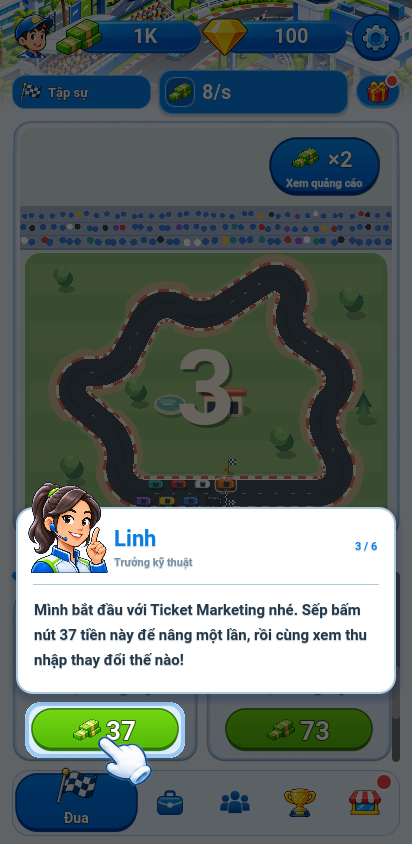 1K
100
Tập sự
8/s
×2
Xem quảng cáo
3
Linh
Trưởng kỹ thuật
3 / 6
Mình bắt đầu với Ticket Marketing nhé. Sếp bấm
nút 37 tiền này để nâng một lần, rồi cùng xem thu
nhập thay đổi thế nào!
37
73
Đua